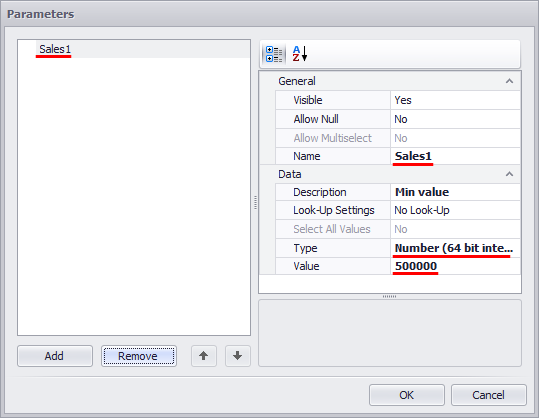 Parameters
Sales1
General
Visible Yes
Allow Null No
Allow Multiselect No
Name Sales1
Data
Description Min value
Look-Up Settings No Look-Up
Select All Values No
Type Number (64 bit inte...
Value 500000
Add Remove
OK Cancel